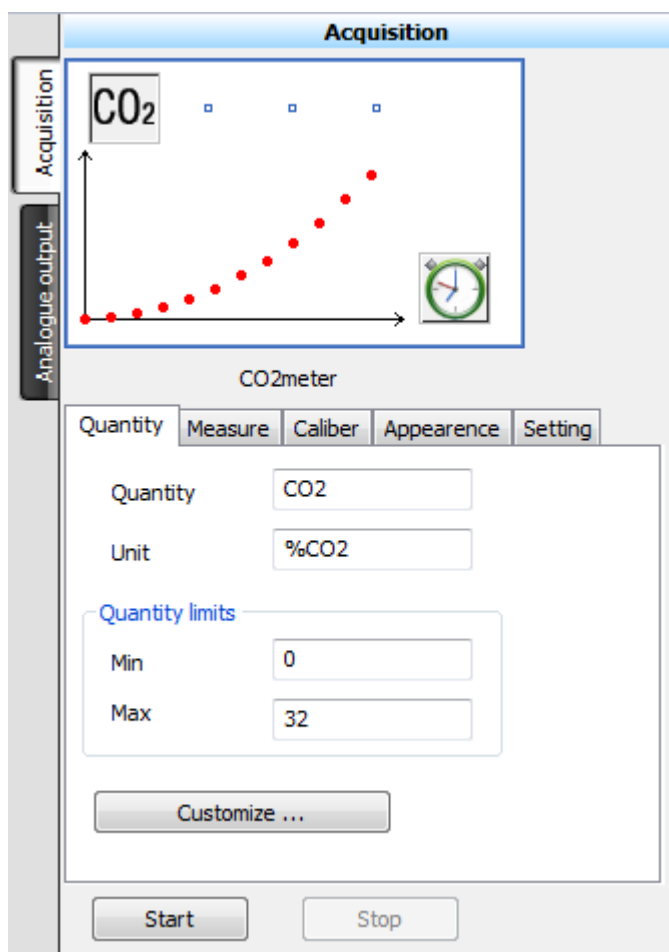 Acquisition
Acquisition
Analogue output
CO₂
CO2meter
Quantity Measure Caliber Appearence Setting
Quantity CO2
Unit %CO2
Quantity limits
Min 0
Max 32
Customize ...
Start Stop